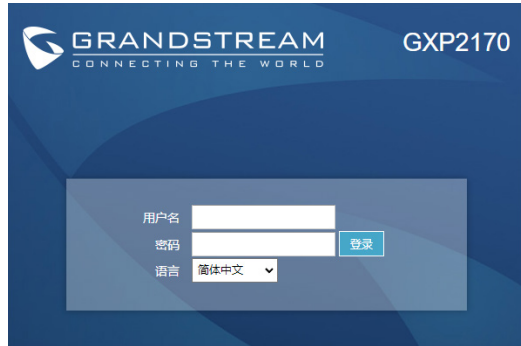 GRANDSTREAM
CONNECTING THE WORLD
GXP2170
用户名
密码
登录
语言
简体中文